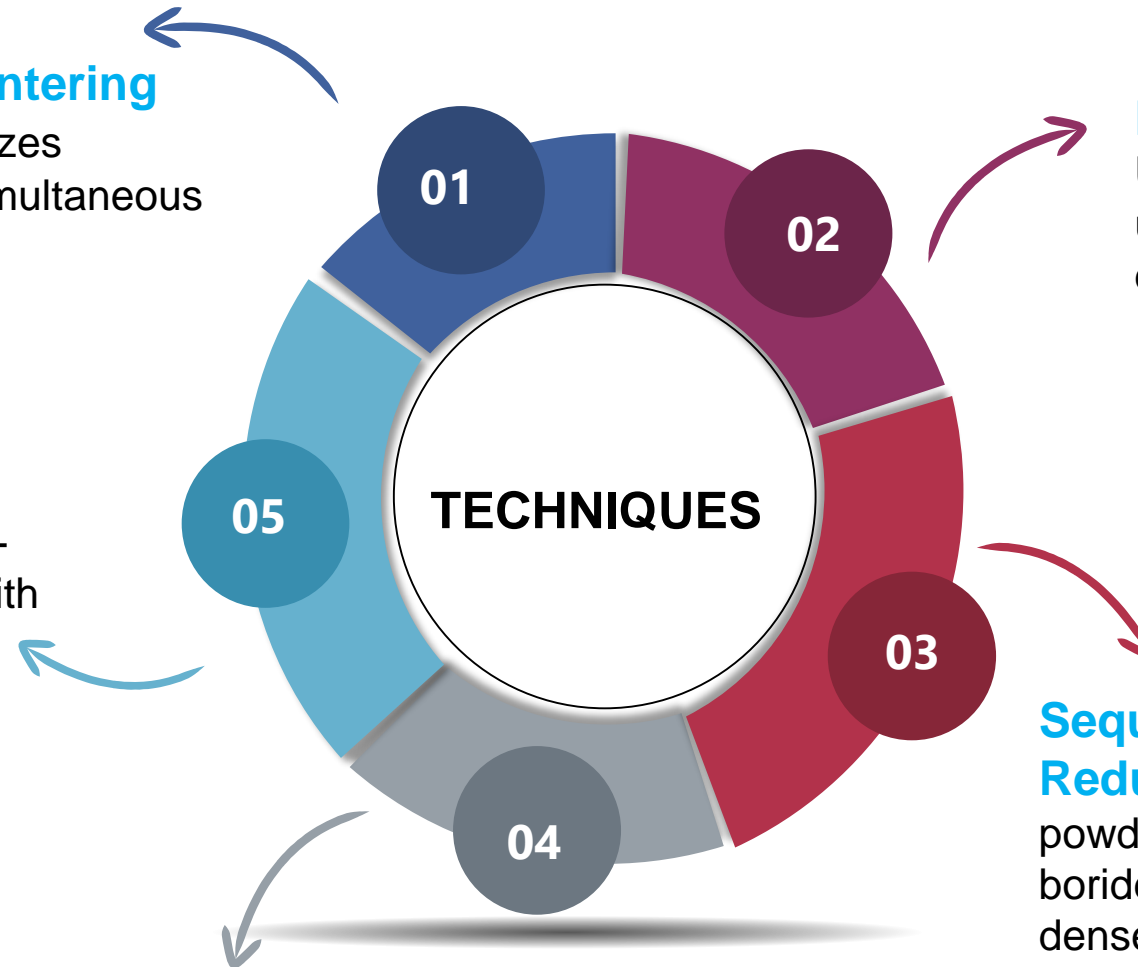 ntering
zes
multaneous
01
02
TECHNIQUES
05
-
ith
03
Sequ
Redu
powd
boride
dense
04